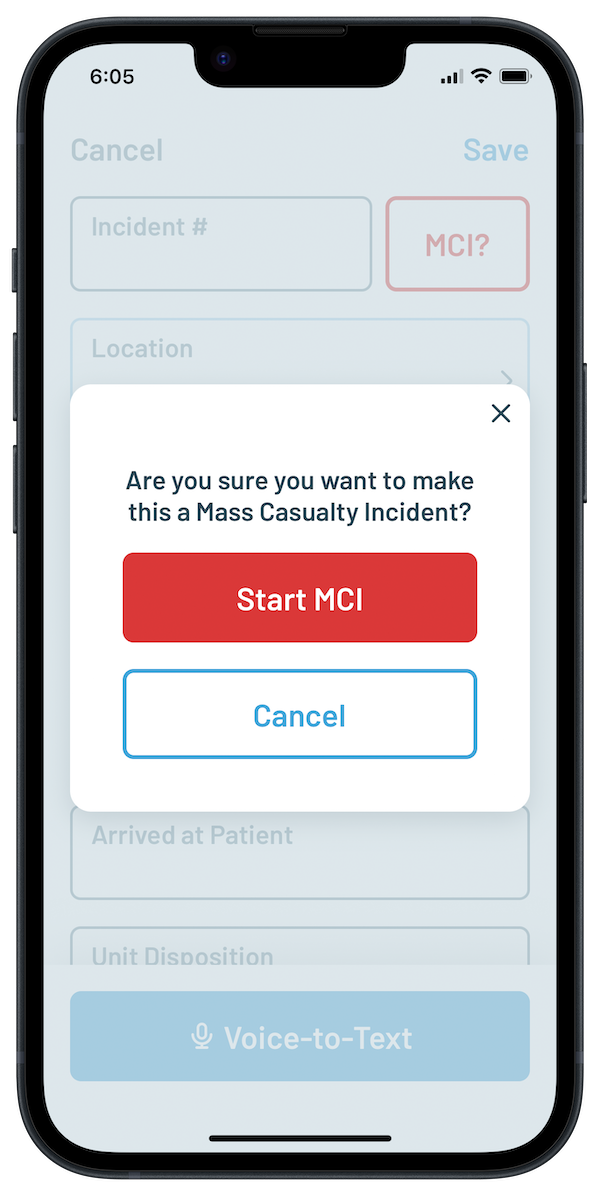 6:05
Cancel
Save
Incident #
MCI?
Location
Are you sure you want to make
this a Mass Casualty Incident?
Start MCI
Cancel
Arrived at Patient
Unit Disposition
Voice-to-Text